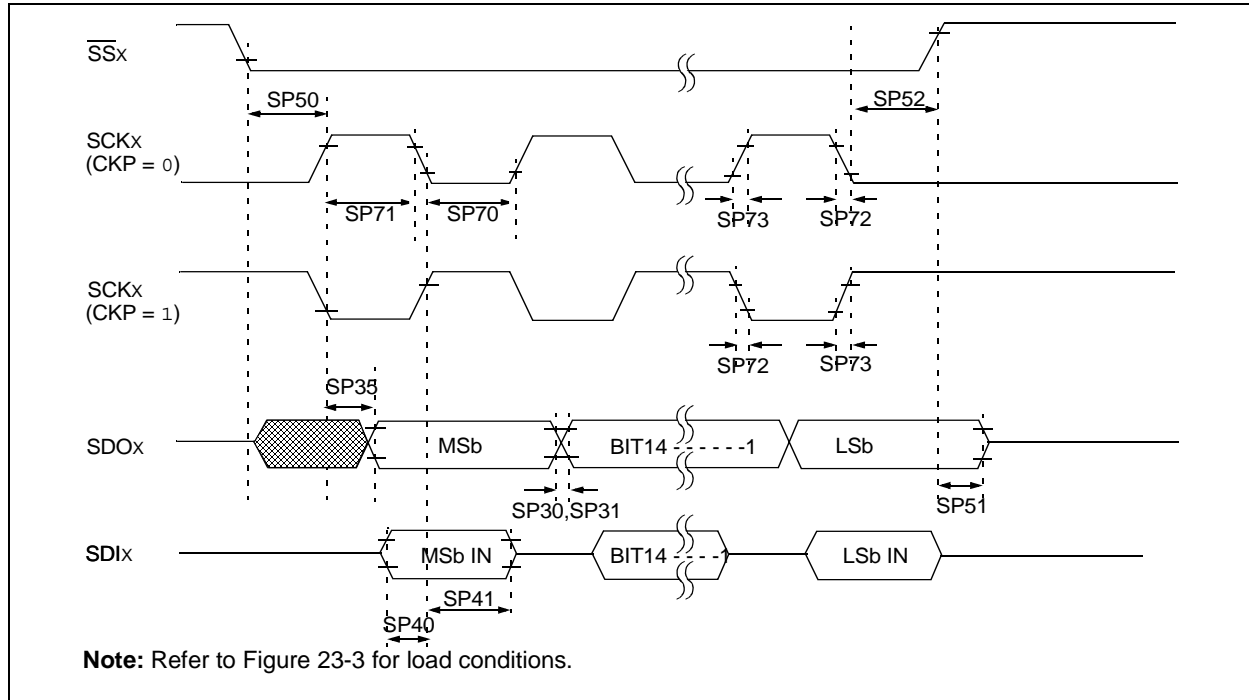 SSX
SP50
SP52
SCKX
(CKP = 0)
SP71
SP70
SP73
SP72
SCKX
(CKP = 1)
SP72
SP73
SP35
SDOX
MSb
BIT14 - - - - - -1
LSb
SP30,SP31
SP51
SDIX
MSb IN
BIT14 - - - - -1
LSb IN
SP41
SP40
Note: Refer to Figure 23-3 for load conditions.